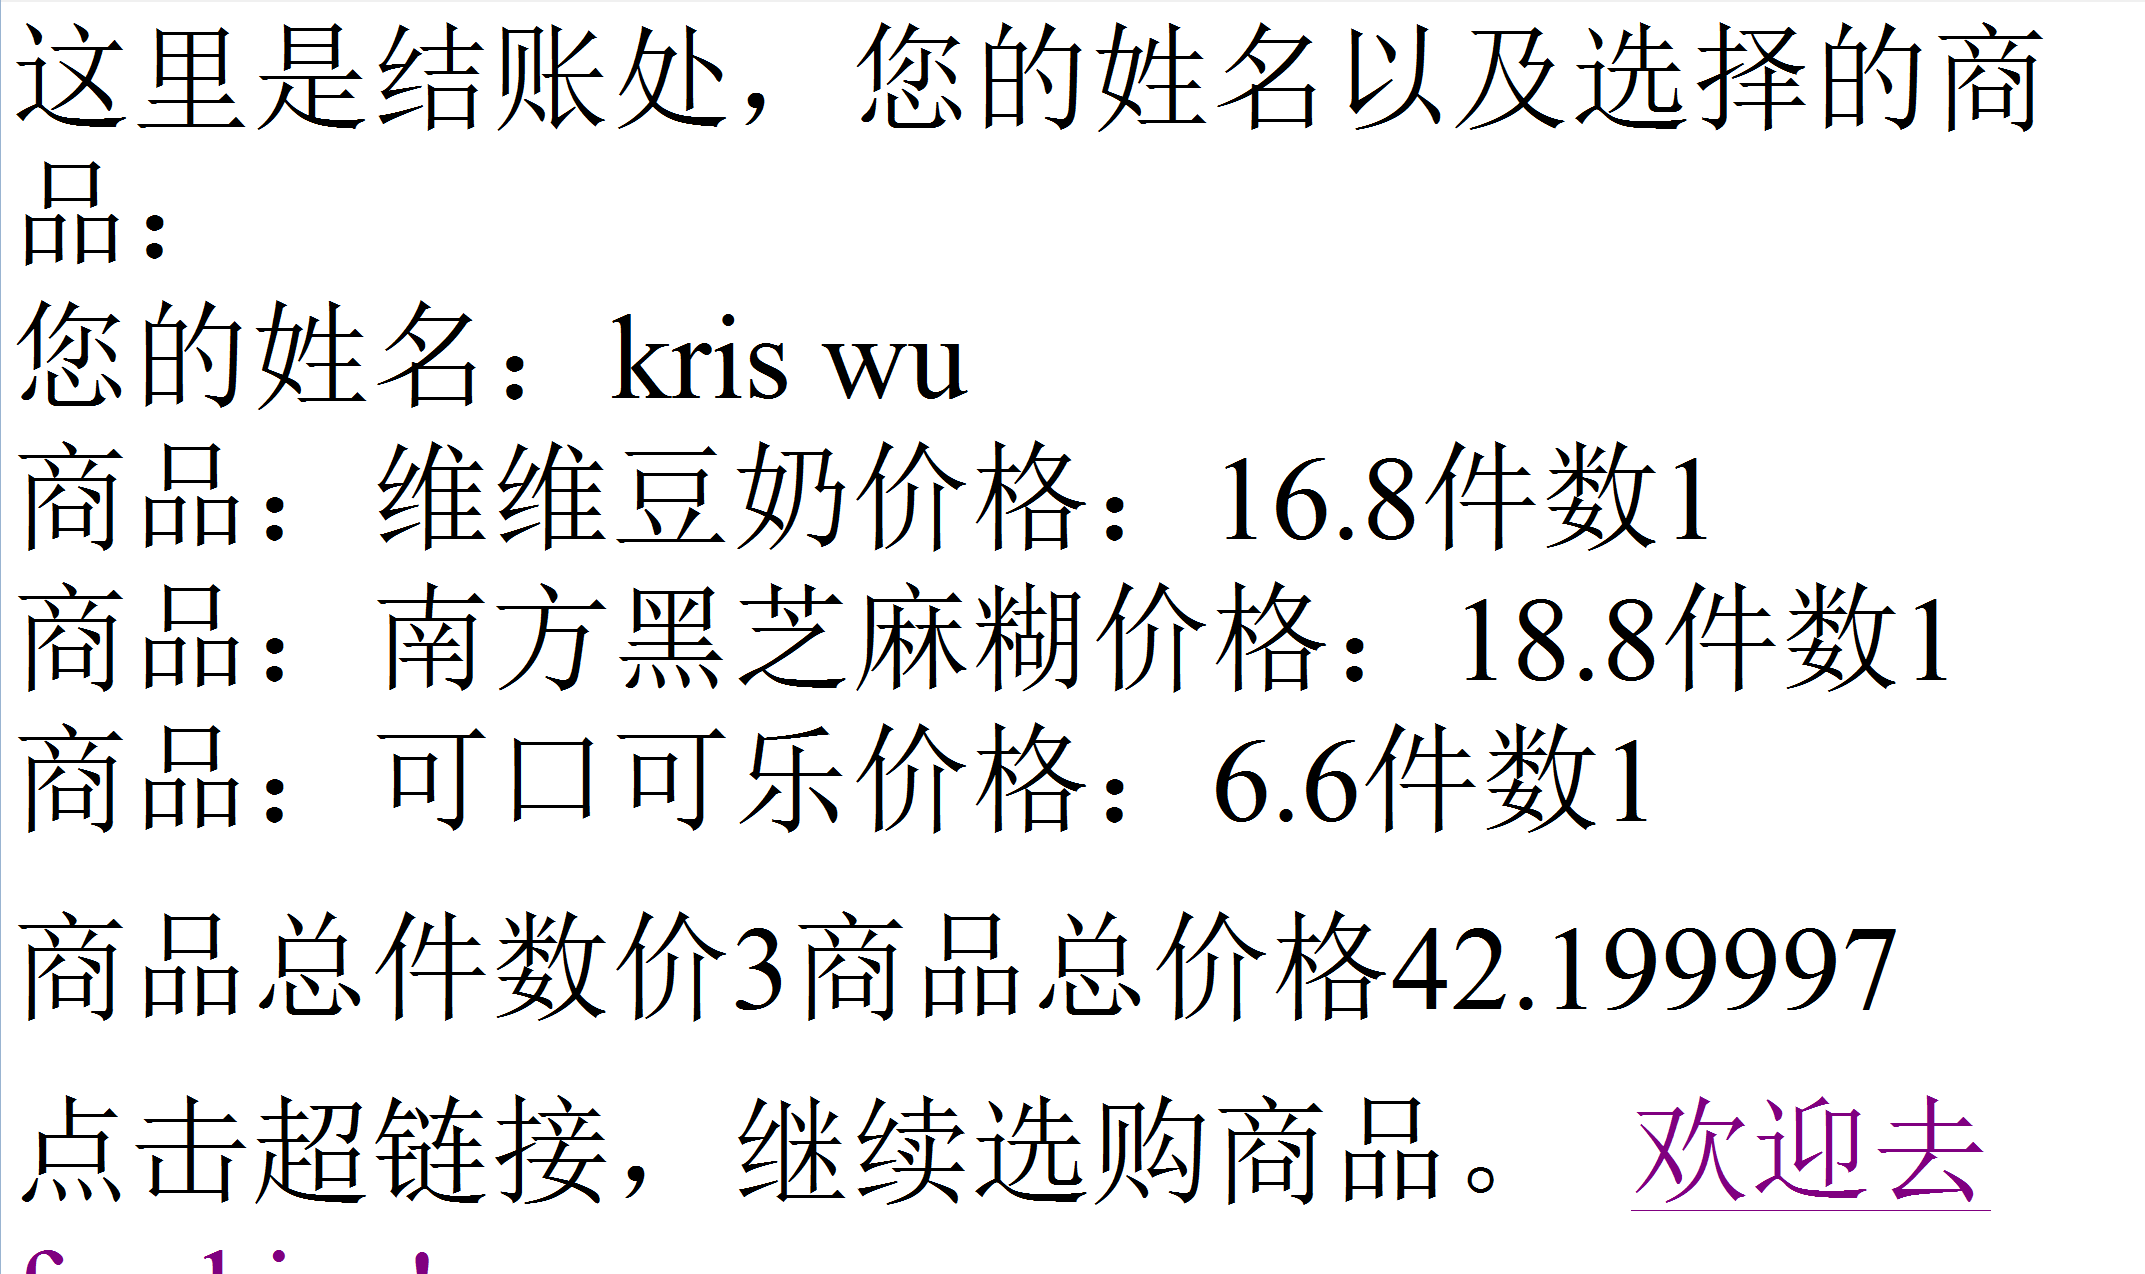 这里是结账处，您的姓名以及选择的商
品：
您的姓名：kris wu
商品：维维豆奶价格：16.8件数1
商品：南方黑芝麻糊价格：18.8件数1
商品：可口可乐价格：6.6件数1
商品总件数价3商品总价格42.199997
点击超链接，继续选购商品。 欢迎去